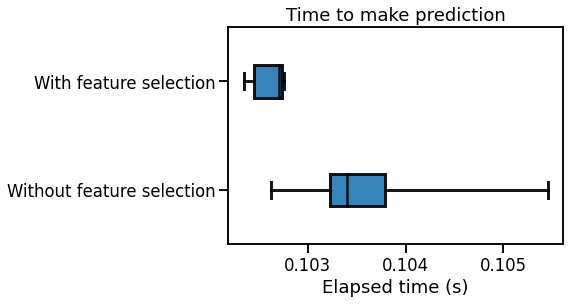 Time to make prediction
With feature selection
Without feature selection
0.103 0.104 0.105
Elapsed time (s)